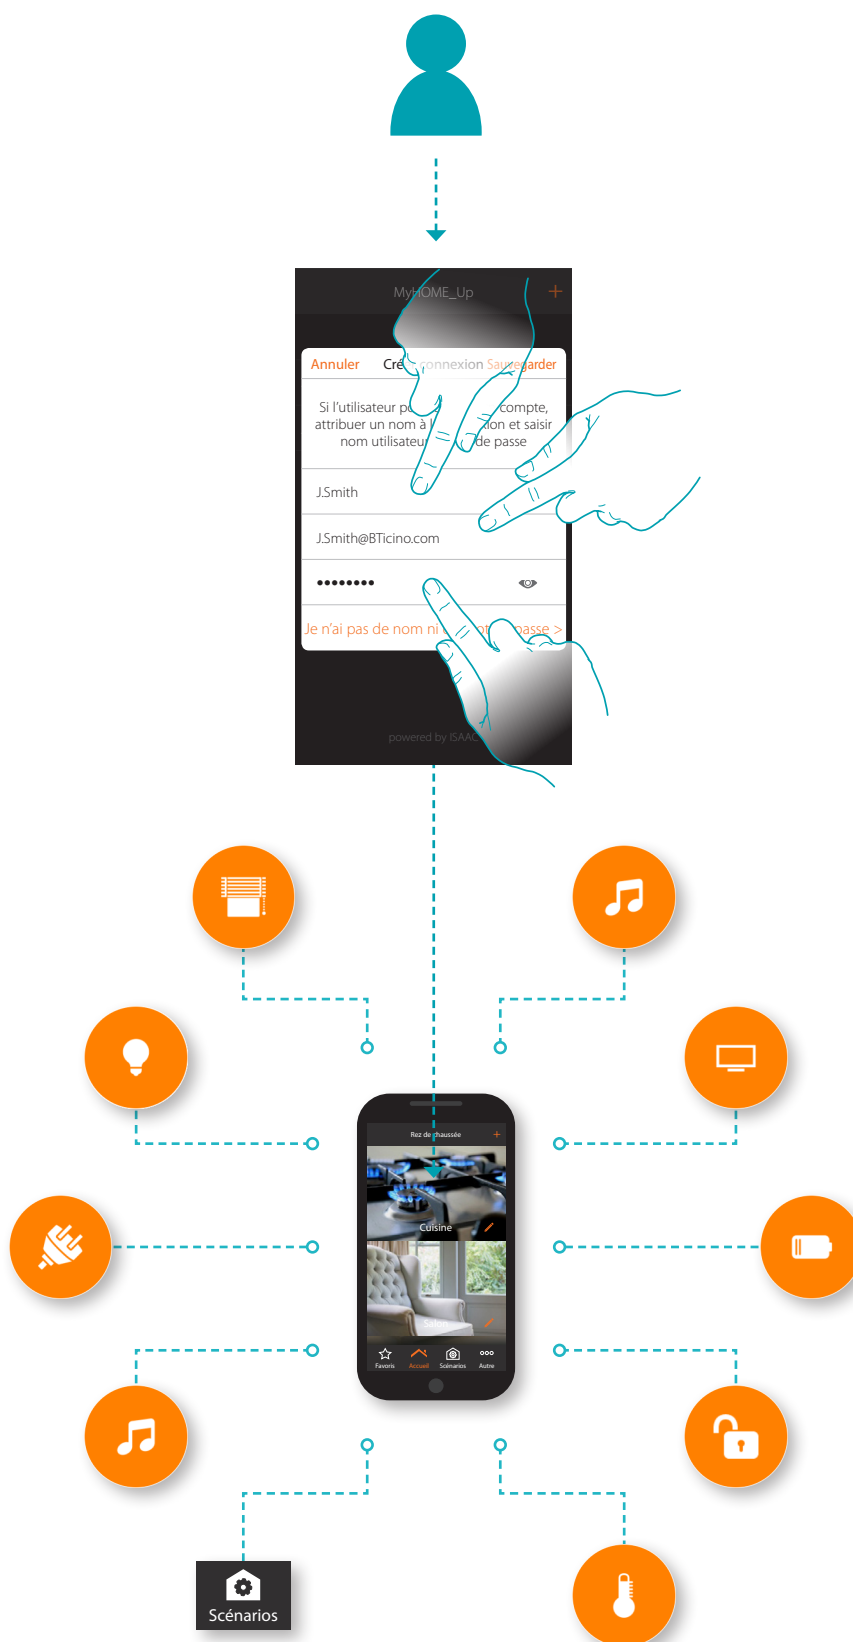 MyHOME_Up
Annuler Cré connexion Sauvegarder
Si l'utilisateur po compte,
attribuer un nom à l xion et saisir
nom utilisateur de passe
J.Smith
J.Smith@BTicino.com
••••••••
Je n'ai pas de nom ni passe >
powered by ISAAC
Rez de chaussée
Cuisine
Salon
Favoris Accueil Scénarios Autre
Scénarios